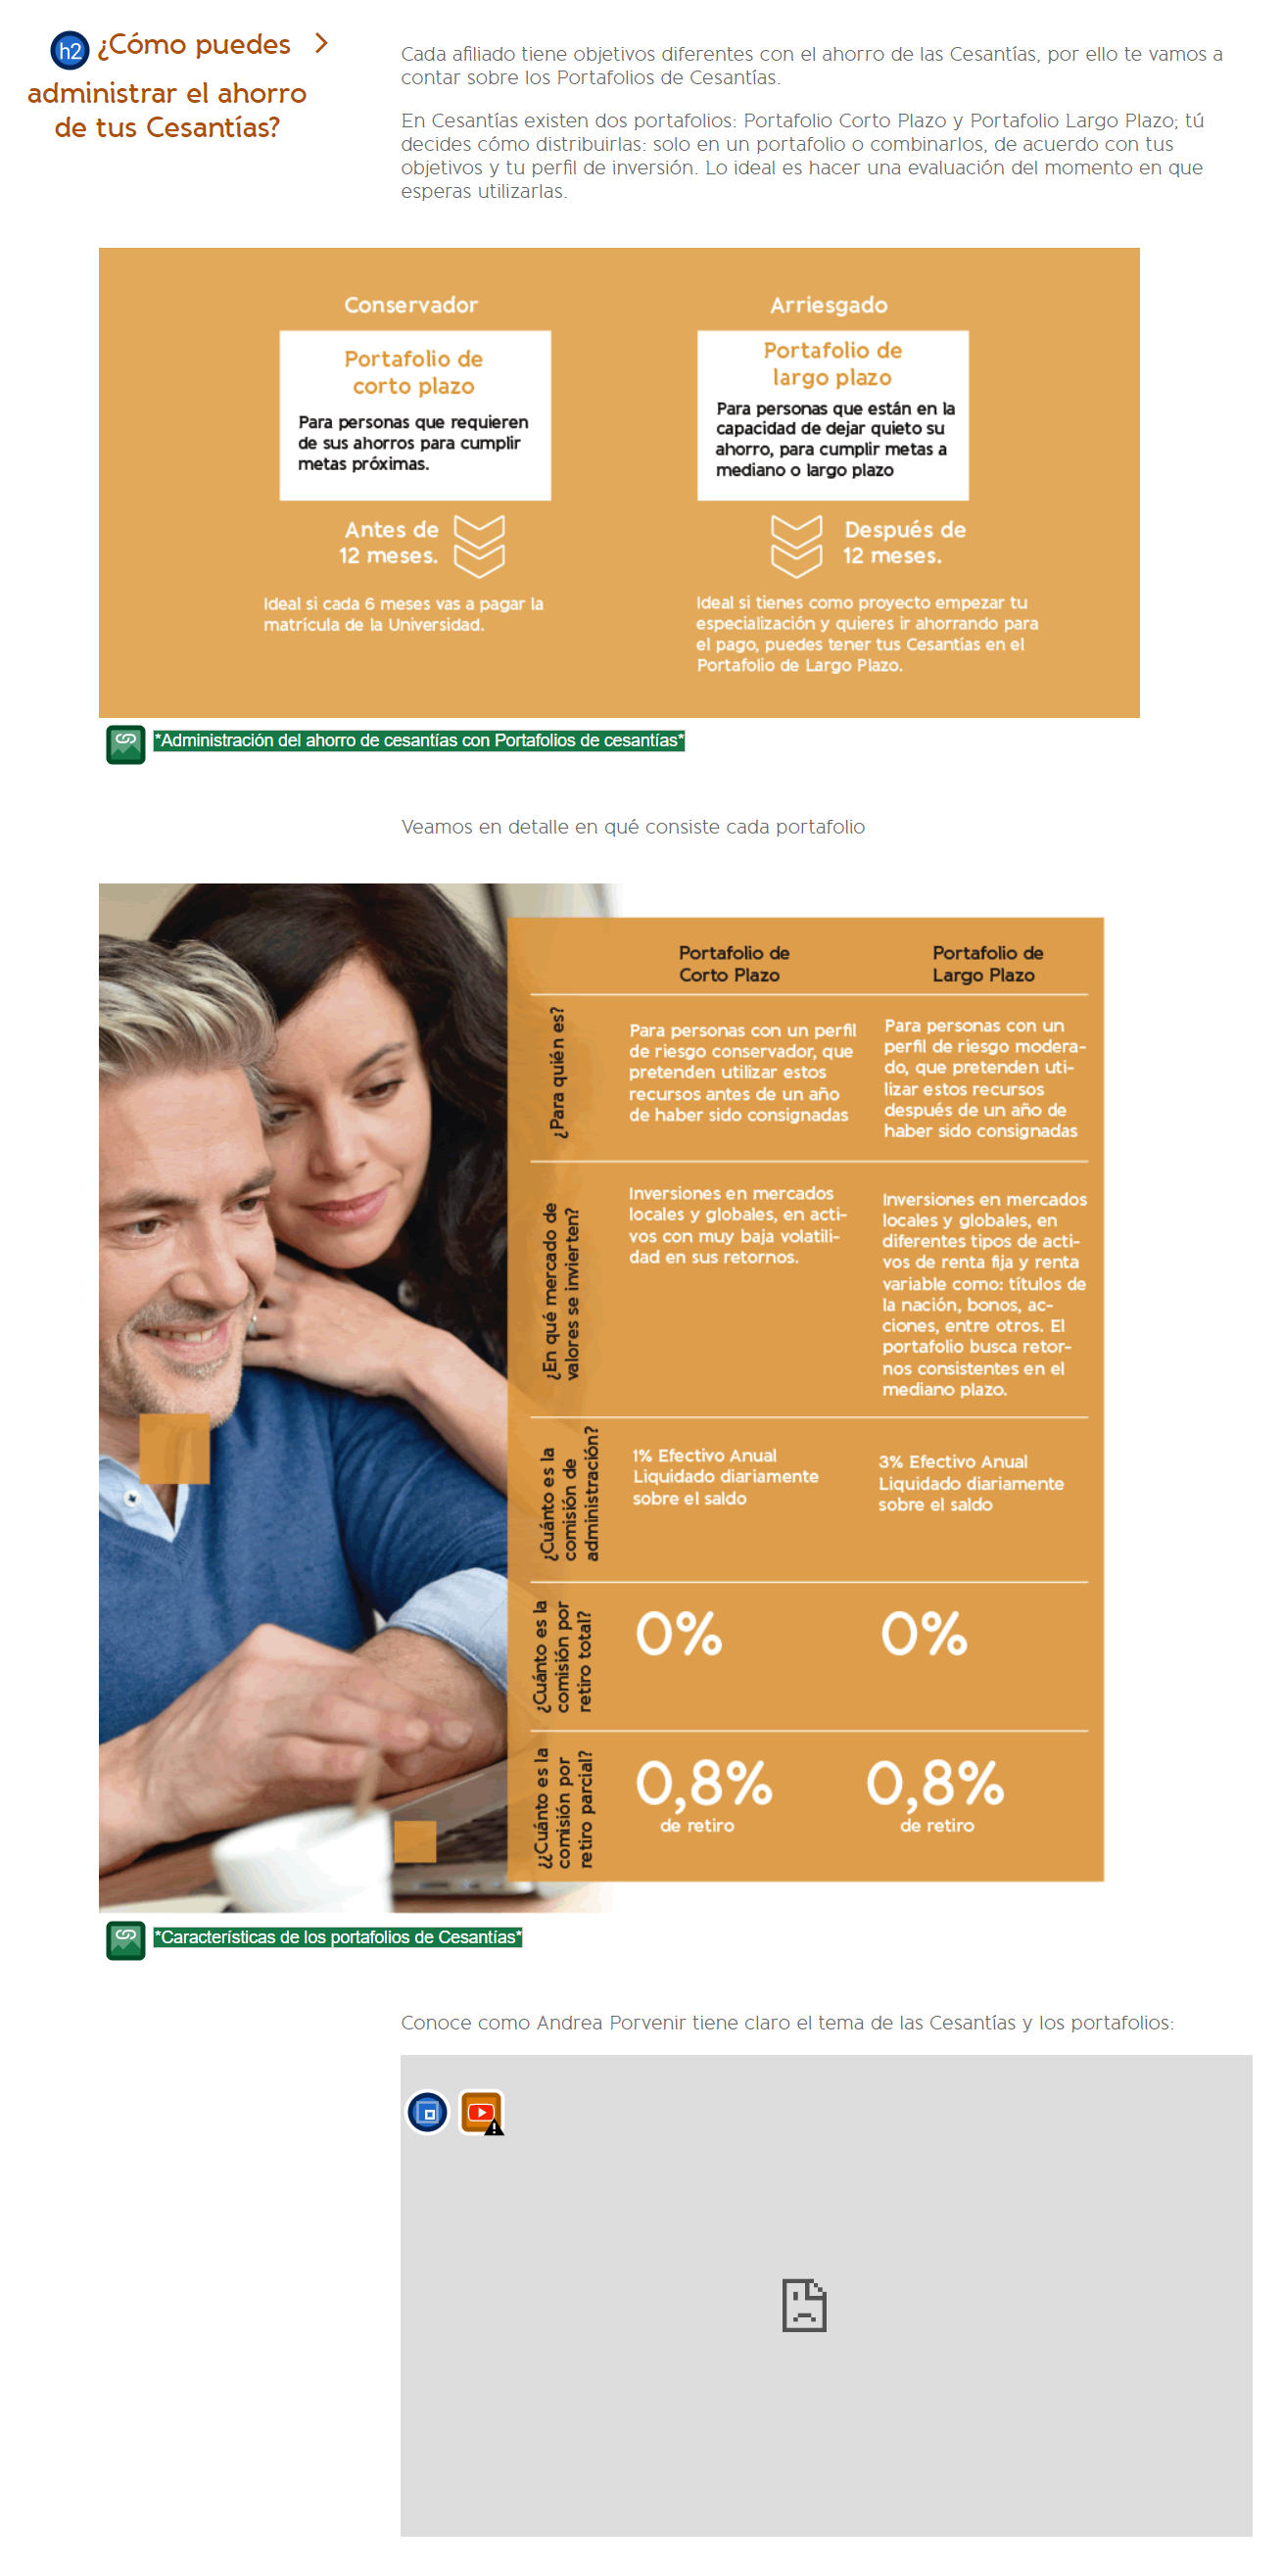 h2 ¿Cómo puedes
administrar el ahorro
de tus Cesantías?
Cada afiliado tiene objetivos diferentes con el ahorro de las Cesantías, por ello te vamos a
contar sobre los Portafolios de Cesantías.
En Cesantías existen dos portafolios: Portafolio Corto Plazo y Portafolio Largo Plazo; tú
decides cómo distribuirlas: solo en un portafolio o combinarlos, de acuerdo con tus
objetivos y tu perfil de inversión. Lo ideal es hacer una evaluación del momento en que
esperas utilizarlas.
Conservador
Portafolio de
corto plazo
Para personas que requieren
de sus ahorros para cumplir
metas próximas.
Antes de
12 meses.
Ideal si cada 6 meses vas a pagar la
matrícula de la Universidad.
Arriesgado
Portafolio de
largo plazo
Para personas que están en la
capacidad de dejar quieto su
ahorro, para cumplir metas a
mediano o largo plazo
Después de
12 meses.
Ideal si tienes como proyecto empezar tu
especialización y quieres ir ahorrando para
el pago, puedes tener tus Cesantías en el
Portafolio de Largo Plazo.
*Administración del ahorro de cesantías con Portafolios de cesantías*
Veamos en detalle en qué consiste cada portafolio
Portafolio de
Corto Plazo
Portafolio de
Largo Plazo
¿Para quién es?
Para personas con un perfil
de riesgo conservador, que
pretenden utilizar estos
recursos antes de un año
de haber sido consignadas
Para personas con un
perfil de riesgo modera-
do, que pretenden uti-
lizar estos recursos
después de un año de
haber sido consignadas
¿En qué mercado de
valores se invierten?
Inversiones en mercados
locales y globales, en acti-
vos con muy baja volatili-
dad en sus retornos.
Inversiones en mercados
locales y globales, en
diferentes tipos de acti-
vos de renta fija y renta
variable como: títulos de
la nación, bonos, ac-
ciones, entre otros. El
portafolio busca retor-
nos consistentes en el
mediano plazo.
¿Cuánto es la
comisión de
administración?
1% Efectivo Anual
Liquidado diariamente
sobre el saldo
3% Efectivo Anual
Liquidado diariamente
sobre el saldo
¿Cuánto es la
comisión por
retiro total?
0%
0%
¿¿Cuánto es la
comisión por
retiro parcial?
0,8%
de retiro
0,8%
de retiro
*Características de los portafolios de Cesantías*
Conoce como Andrea Porvenir tiene claro el tema de las Cesantías y los portafolios: